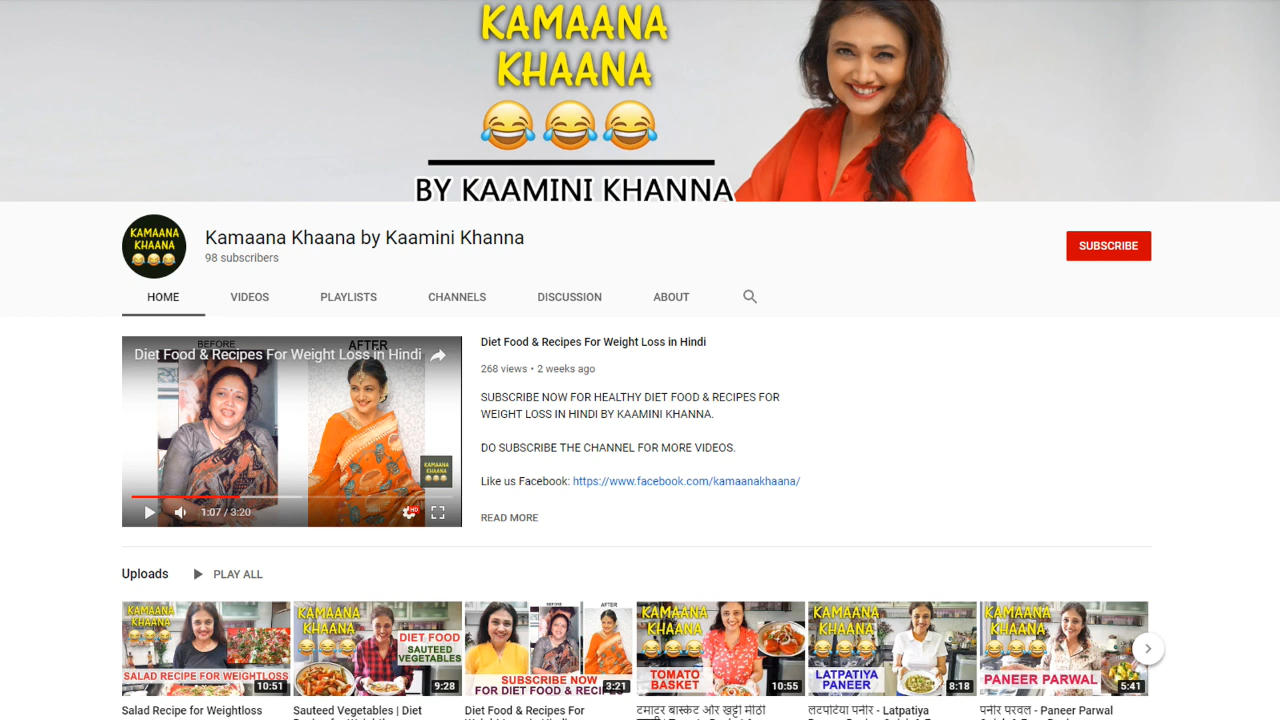 KAMAANA
KHAANA
BY KAAMINI KHANNA
KAMAANA
KHAANA
Kamaana Khaana by Kaamini Khanna
98 subscribers
SUBSCRIBE
HOME VIDEOS PLAYLISTS CHANNELS DISCUSSION ABOUT
BEFORE AFTER
Diet Food & Recipes For Weight Loss in Hindi
KAMAANA
KHAANA
1:07 / 3:20
HD
Diet Food & Recipes For Weight Loss in Hindi
268 views • 2 weeks ago
SUBSCRIBE NOW FOR HEALTHY DIET FOOD & RECIPES FOR
WEIGHT LOSS IN HINDI BY KAAMINI KHANNA.
DO SUBSCRIBE THE CHANNEL FOR MORE VIDEOS.
Like us Facebook: https://www.facebook.com/kamaanakhaana/
READ MORE
Uploads PLAY ALL
KAMAANA
KHAANA
SALAD RECIPE FOR WEIGHTLOSS
10:51
Salad Recipe for Weightloss
KAMAANA
KHAANA
DIET FOOD
SAUTEED
VEGETABLES
9:28
Sauteed Vegetables | Diet
BEFORE AFTER
SUBSCRIBE NOW
FOR DIET FOOD &
3:21
Diet Food & Recipes For
KAMAANA
KHAANA
TOMATO
BASKET
10:55
टमाटर बास्केट और खट्टी मीठी
KAMAANA
KHAANA
LATPATIYA
PANEER
8:18
लटपटिया पनीर - Latpatiya
KAMAANA
KHAANA
PANEER PARWAL
5:41
पनीर परवल - Paneer Parwal